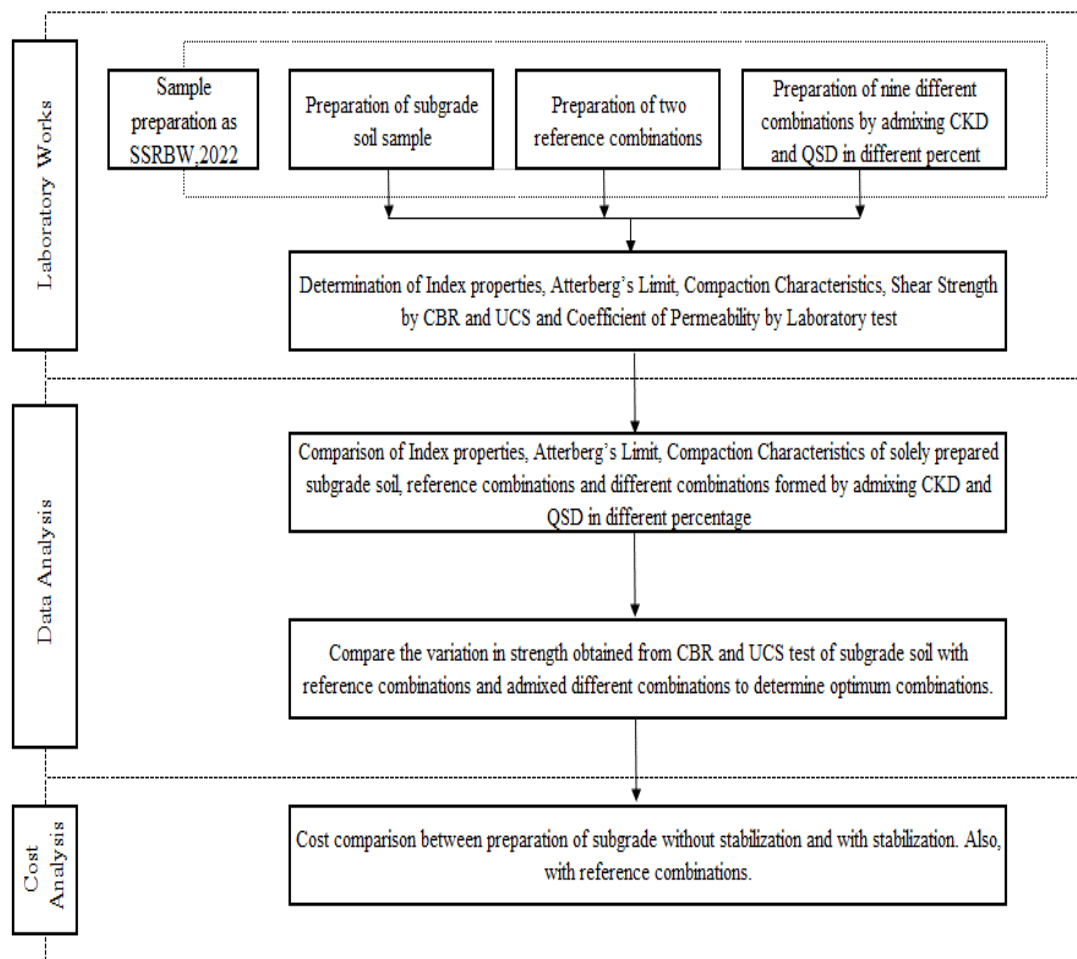 Laboratory Works
Sample
preparation as
SSRBW,2022
Preparation of subgrade
soil sample
Preparation of two
reference combinations
Preparation of nine different
combinations by admixing CKD
and QSD in different percent
Determination of Index properties, Atterberg’s Limit, Compaction Characteristics, Shear Strength
by CBR and UCS and Coefficient of Permeability by Laboratory test
Data Analysis
Comparison of Index properties, Atterberg’s Limit, Compaction Characteristics of solely prepared
subgrade soil, reference combinations and different combinations formed by admixing CKD and
QSD in different percentage
Compare the variation in strength obtained from CBR and UCS test of subgrade soil with
reference combinations and admixed different combinations to determine optimum combinations.
Cost
Analysis
Cost comparison between preparation of subgrade without stabilization and with stabilization. Also,
with reference combinations.